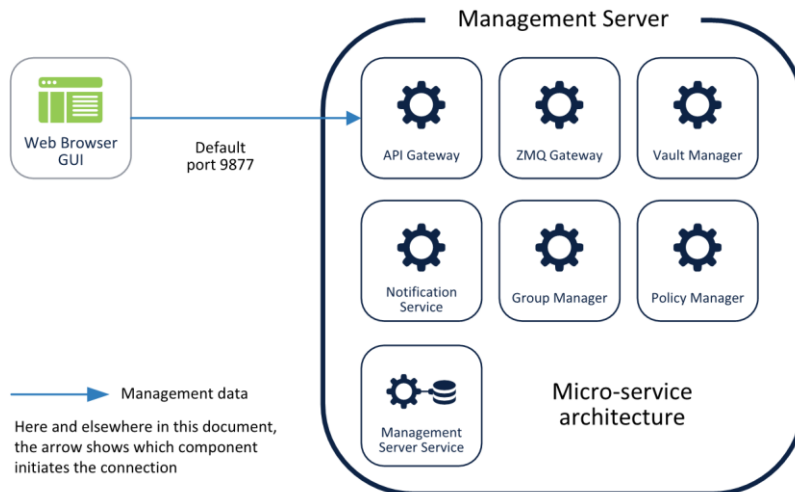 Management Server
Web Browser
GUI
Default
port 9877
API Gateway
ZMQ Gateway
Vault Manager
Notification
Service
Group Manager
Policy Manager
Management
Server Service
Micro-service
architecture
Management data
Here and elsewhere in this document,
the arrow shows which component
initiates the connection